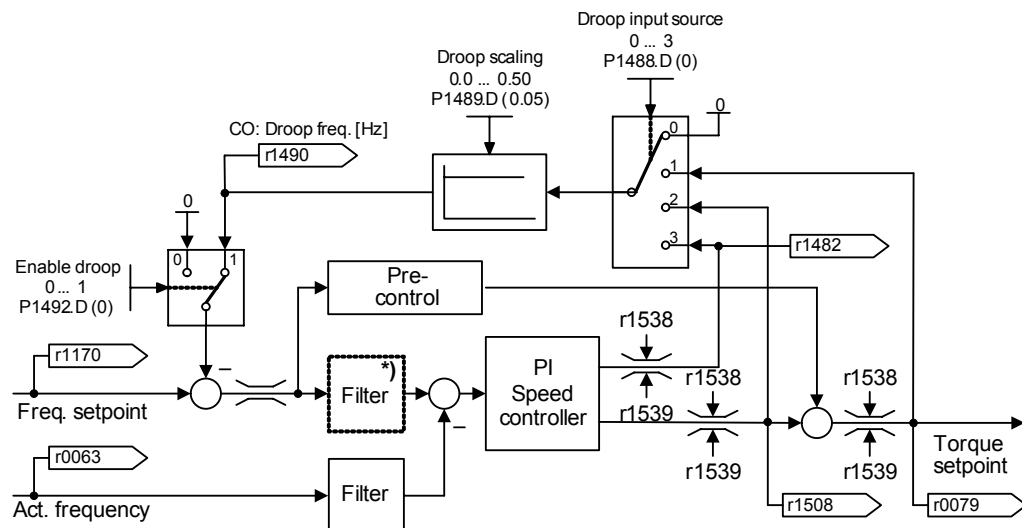 Droop input source
0 ... 3
P1488.D (0)
Droop scaling
0.0 ... 0.50
P1489.D (0.05)
0
0
1
2
3
CO: Droop freq. [Hz]
r1490
r1482
0
0
1
Enable droop
0 ... 1
P1492.D (0)
Pre-
control
r1538
r1539
r1170
Freq. setpoint
–
*)
Filter
–
PI
Speed
controller
r1538
r1539
r1538
r1539
Torque
setpoint
r0063
Act. frequency
Filter
r1508
r0079